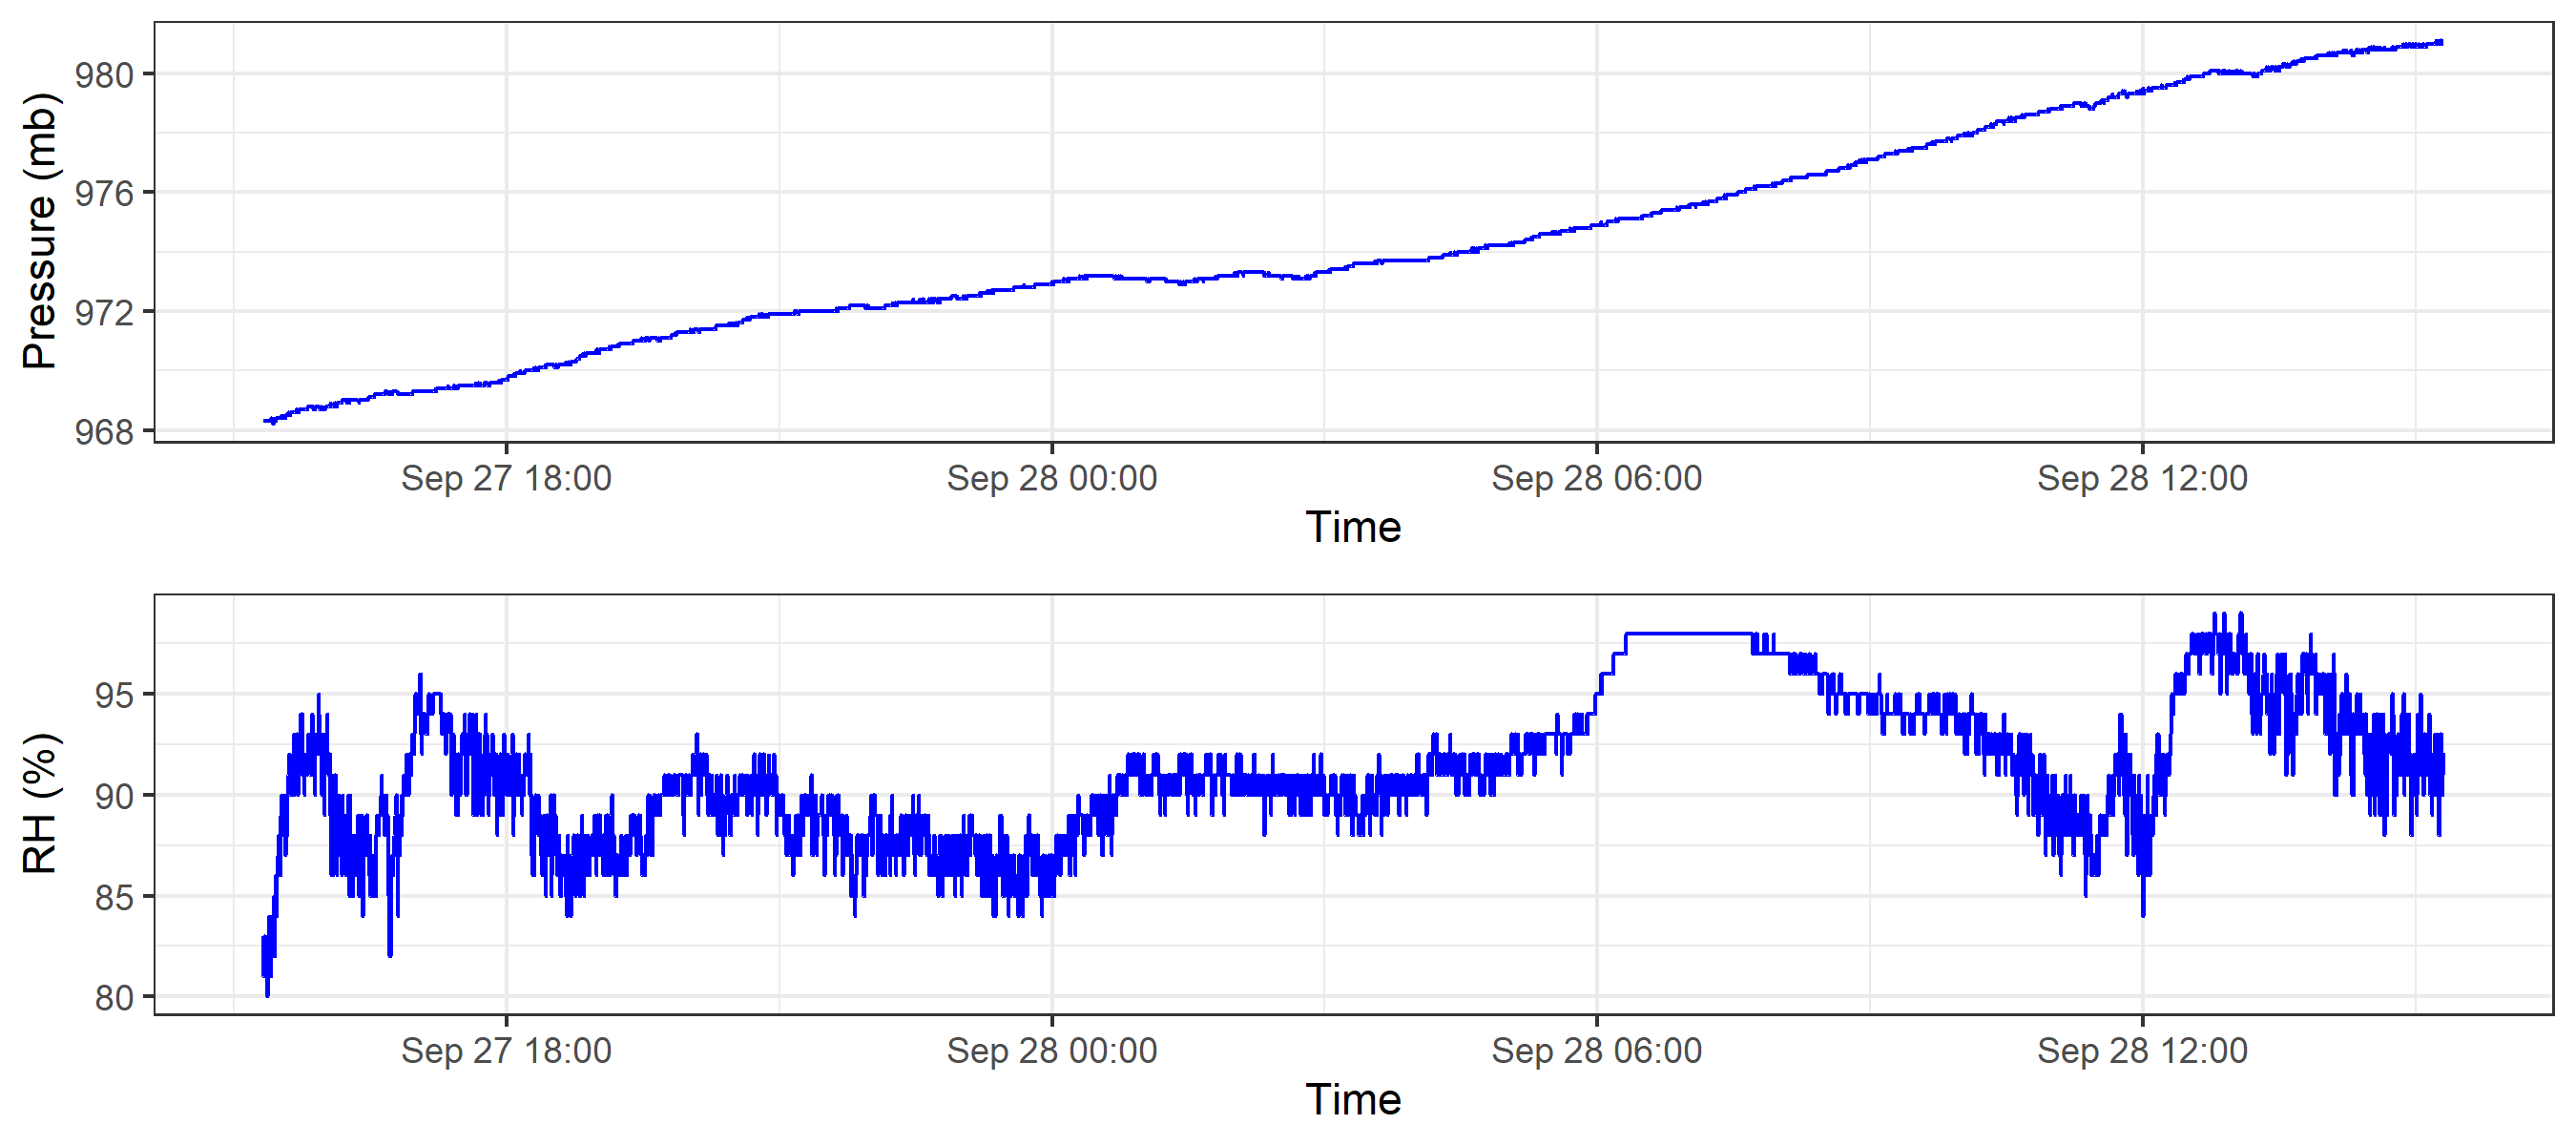 Pressure (mb)
980
976
972
968
Sep 27 18:00
Sep 28 00:00
Sep 28 06:00
Sep 28 12:00
Time
RH (%)
95
90
85
80
Sep 27 18:00
Sep 28 00:00
Sep 28 06:00
Sep 28 12:00
Time